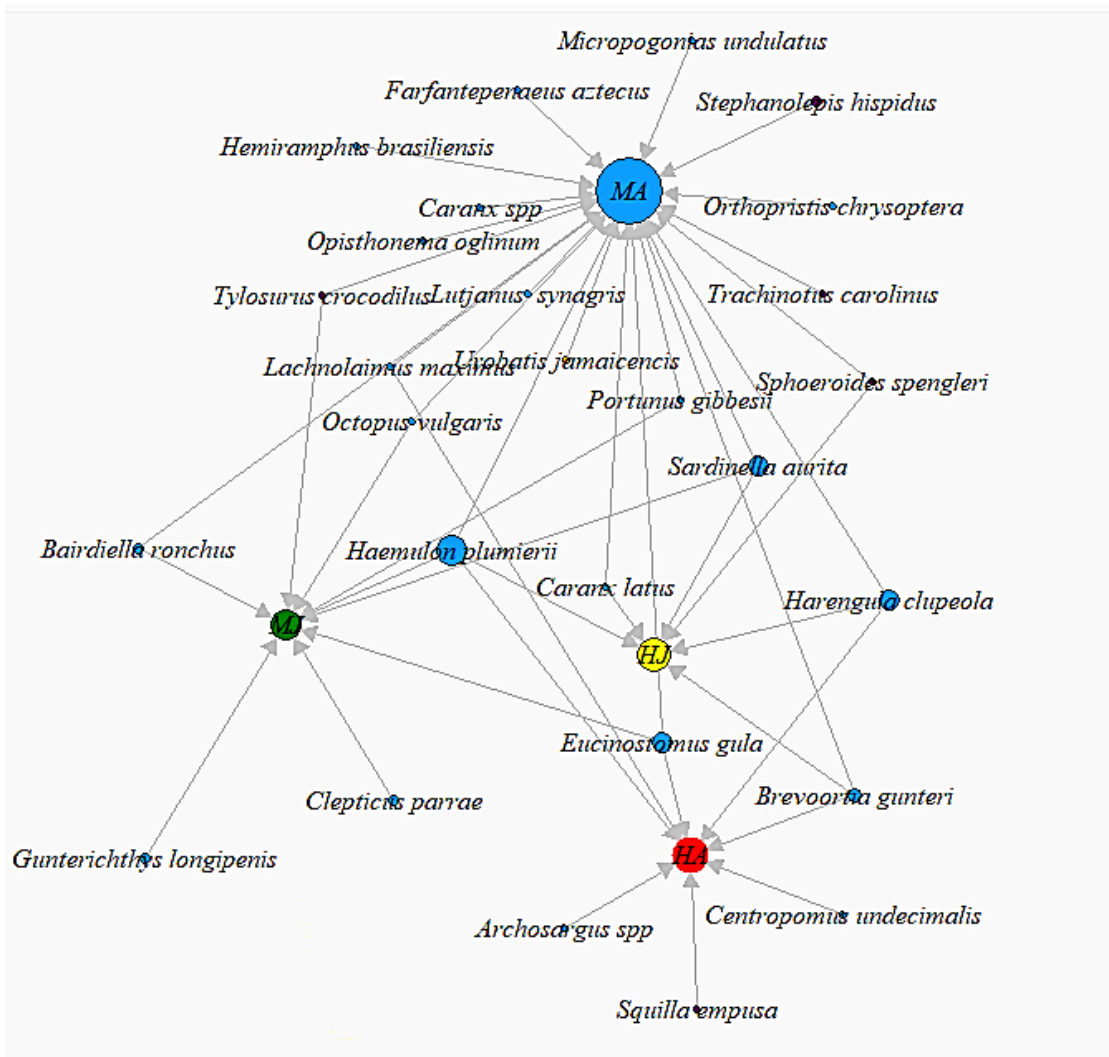 Micropogonias undulatus
Farfantepenaeus aztecus
Stephanolepis hispidus
Hemiramphus brasiliensis
MA
Caranx spp
Orthopristis chrysoptera
Opisthonema oglinum
Tylosurus crocodilus
Lutjanus synagris
Trachinotus carolinus
Lachnolaimus maximus
Urobatis jamaicencis
Sphoeroides spengleri
Portunus gibbesii
Octopus vulgaris
Sardinella aurita
Bairdiella ronchus
Haemulon plumierii
Caranx latus
Harengula clupeola
MJ
HJ
Eucinostomus gula
Brevoortia gunteri
Clepticus parrae
Gunterichthys longipenis
HA
Centropomus undecimalis
Archosargus spp
Squilla empusa